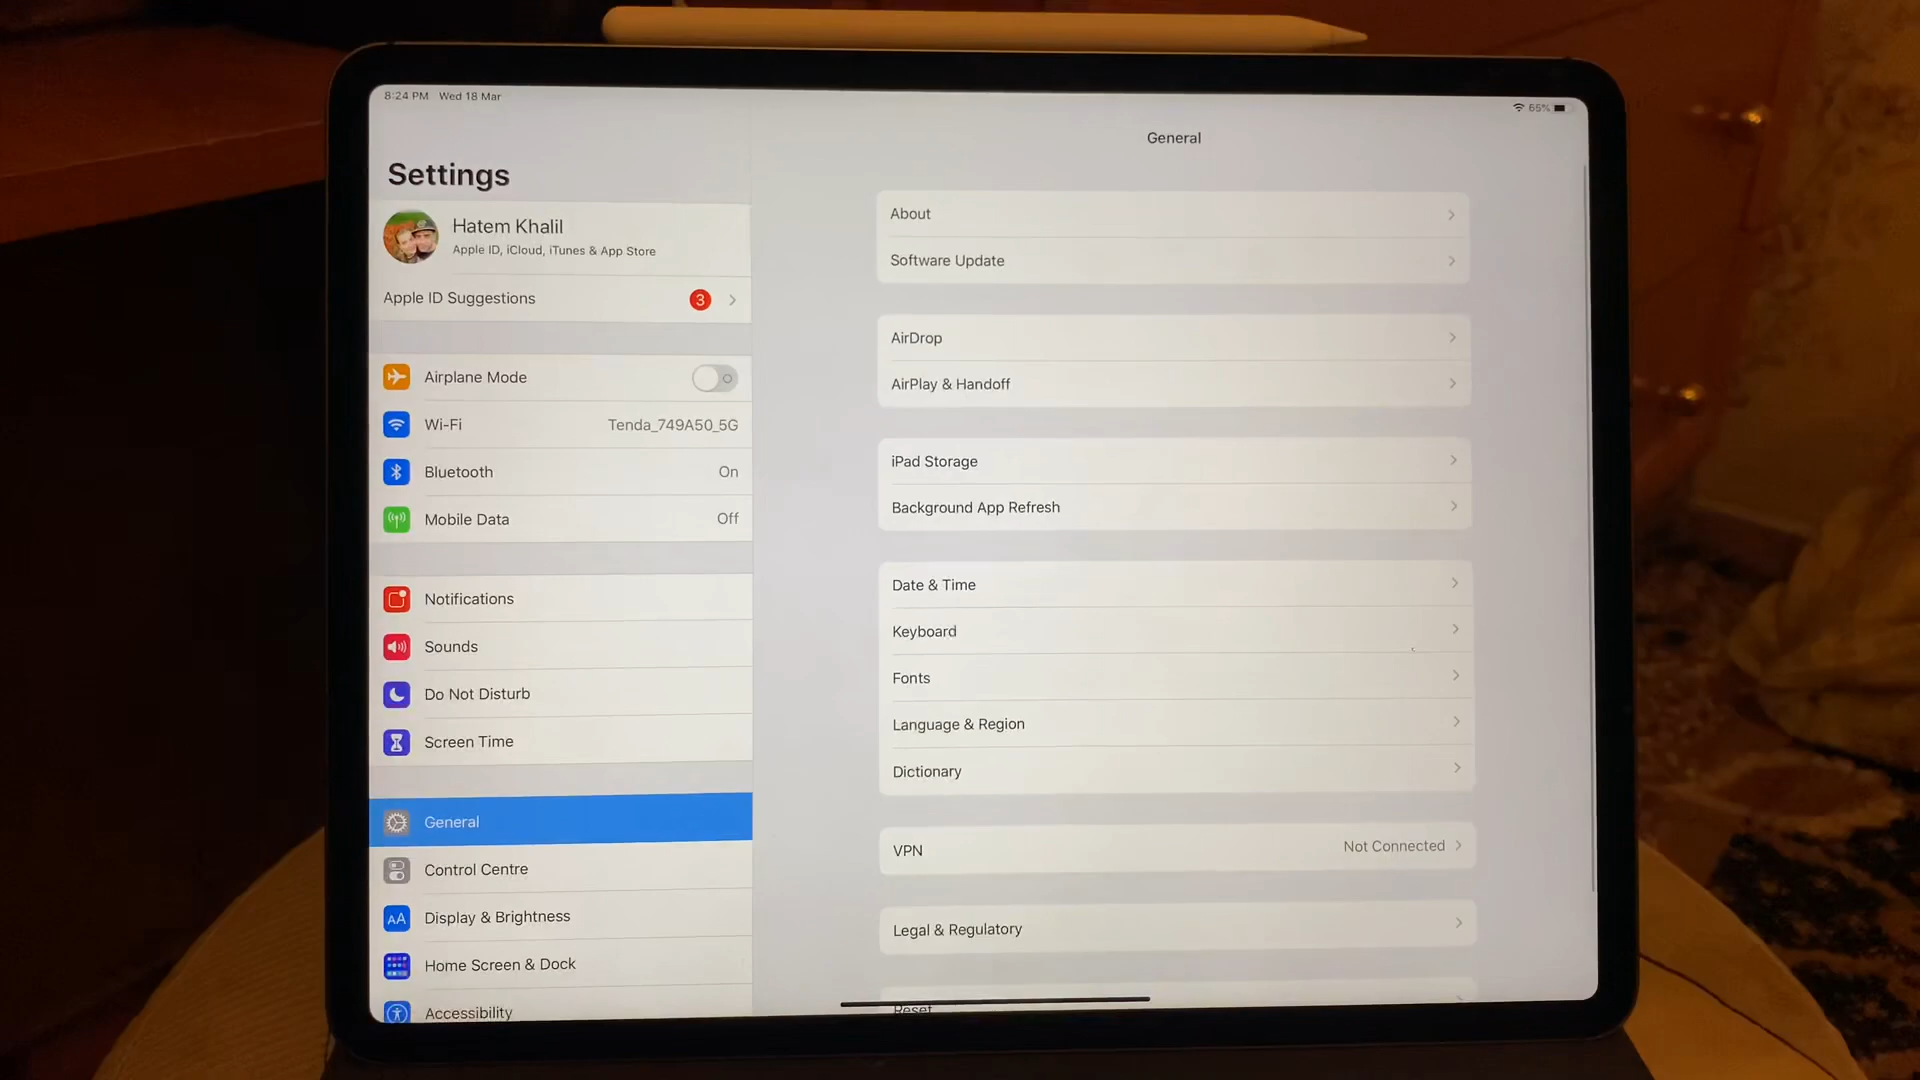 8:24 PM Wed 18 Mar
65%
Settings
Hatem Khalil
Apple ID, iCloud, iTunes & App Store
Apple ID Suggestions 3
Airplane Mode
Wi-Fi Tenda_749A50_5G
Bluetooth On
Mobile Data Off
Notifications
Sounds
Do Not Disturb
Screen Time
General
Control Centre
AA Display & Brightness
Home Screen & Dock
Accessibility
General
About
Software Update
AirDrop
AirPlay & Handoff
iPad Storage
Background App Refresh
Date & Time
Keyboard
Fonts
Language & Region
Dictionary
VPN Not Connected
Legal & Regulatory
Reset